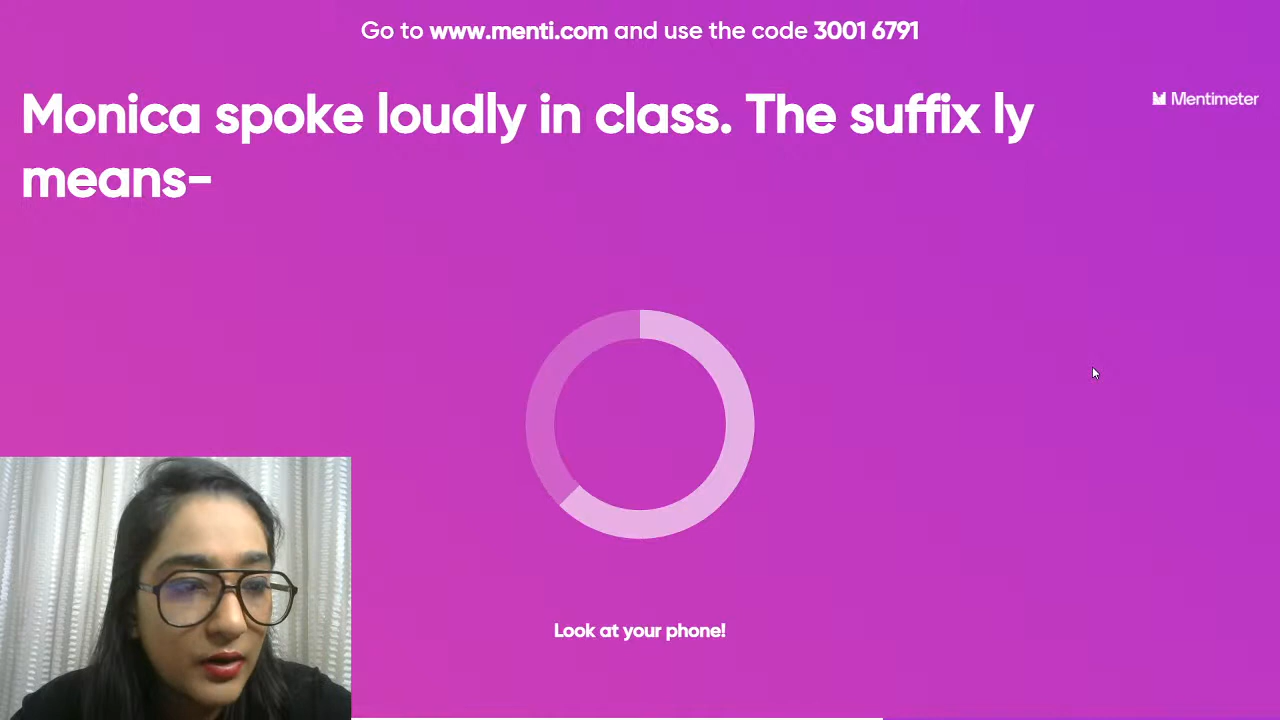 Go to www.menti.com and use the code 3001 6791
Monica spoke loudly in class. The suffix ly
means-
Mentimeter
Look at your phone!